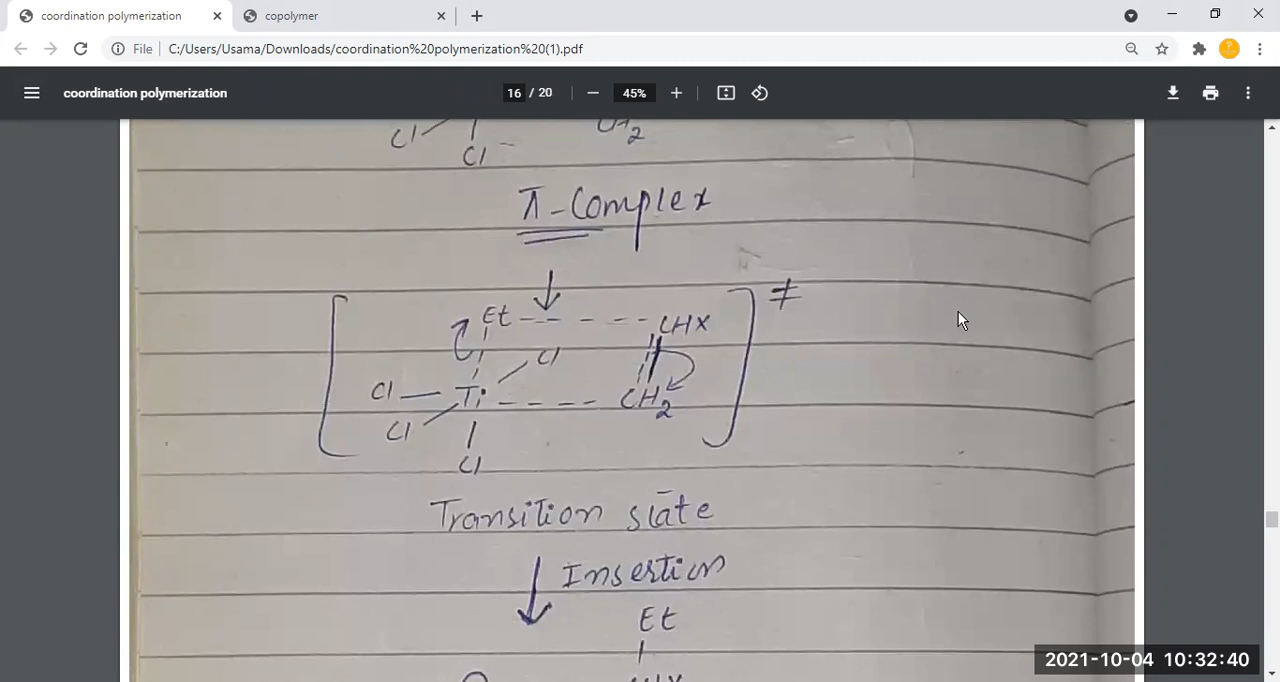 coordination polymerization
copolymer
File
C:/Users/Usama/Downloads/coordination%20polymerization%20(1).pdf
coordination polymerization
16 / 20
45%
Cl
CH2
Cl
π-Complex
Et
CHX
≠
Cl
Cl
Ti
CH2
Cl
Cl
Transition state
Insertion
Et
CHX
2021-10-04 10:32:40